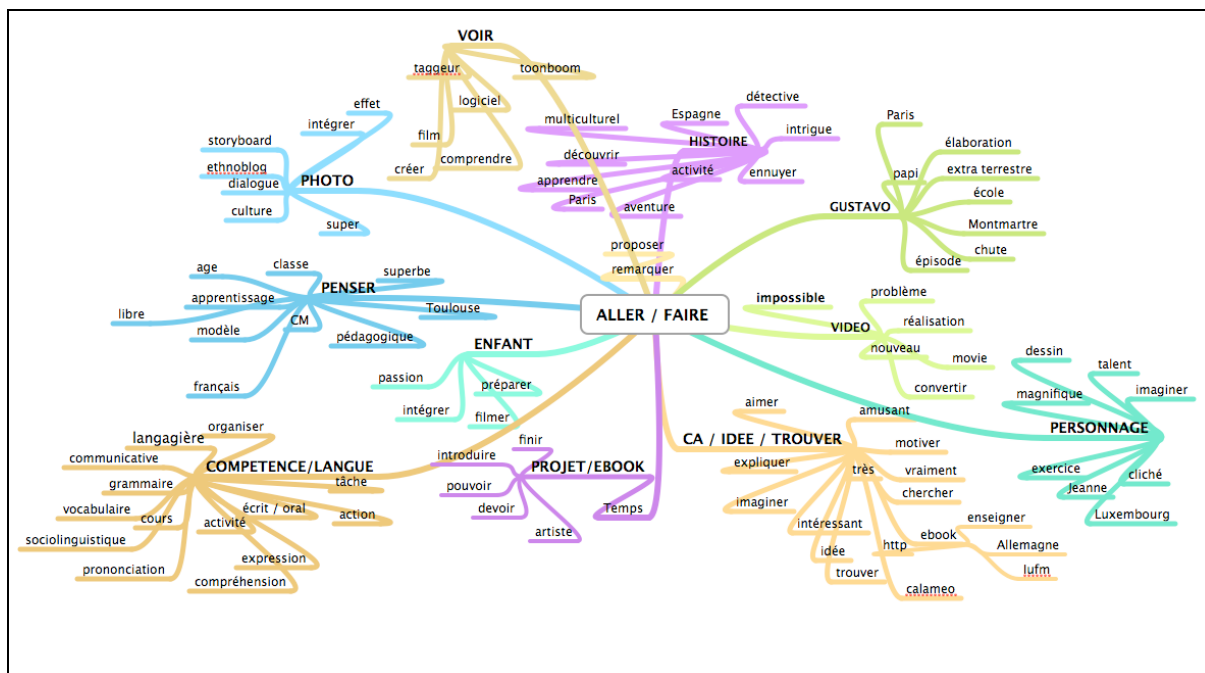 VOIR
taggeur
toonboom
logiciel
film
comprendre
créer
effet
intégrer
storyboard
ethnoblog
dialogue
PHOTO
culture
super
multiculturel
Espagne
détective
HISTOIRE
intrigue
découvrir
apprendre
activité
ennuyer
Paris
aventure
proposer
remarquer
Paris
élaboration
papi
extra terrestre
école
GUSTAVO
Montmartre
chute
épisode
age
classe
superbe
apprentissage
PENSER
libre
CM
Toulouse
modèle
pédagogique
français
ALLER / FAIRE
impossible
problème
VIDEO
réalisation
nouveau
movie
convertir
ENFANT
passion
préparer
intégrer
filmer
dessin
talent
magnifique
imaginer
PERSONNAGE
exercice
cliché
Jeanne
Luxembourg
organiser
langagière
communicative
COMPETENCE/LANGUE
grammaire
tâche
vocabulaire
cours
activité
écrit / oral
action
sociolinguistique
prononciation
expression
compréhension
finir
introduire
PROJET/EBOOK
pouvoir
devoir
Temps
artiste
aimer
amusant
CA / IDEE / TROUVER
motiver
expliquer
très
vraiment
imaginer
chercher
intéressant
idée
http
ebook
enseigner
Allemagne
Iufm
trouver
calameo